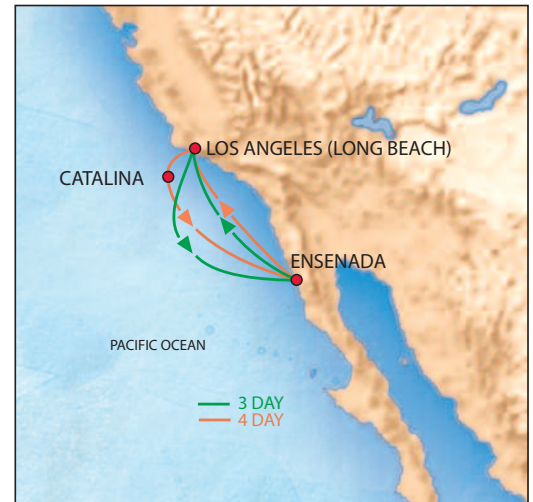 LOS ANGELES (LONG BEACH)
CATALINA
ENSENADA
PACIFIC OCEAN
3 DAY
4 DAY